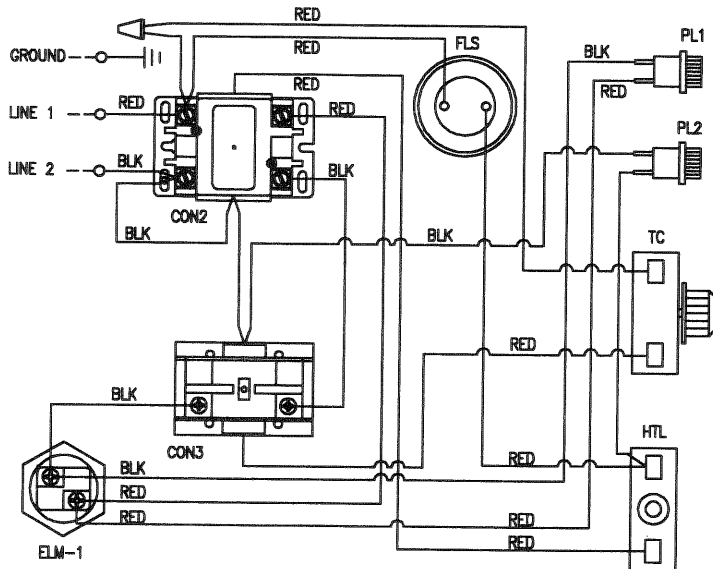 RED
RED
FLS
PL1
GROUND
BLK
RED
RED
LINE 1
RED
RED
PL2
LINE 2
BLK
BLK
CON2
BLK
BLK
TC
RED
BLK
HTL
CON3
RED
BLK
RED
RED
RED
RED
ELM-1